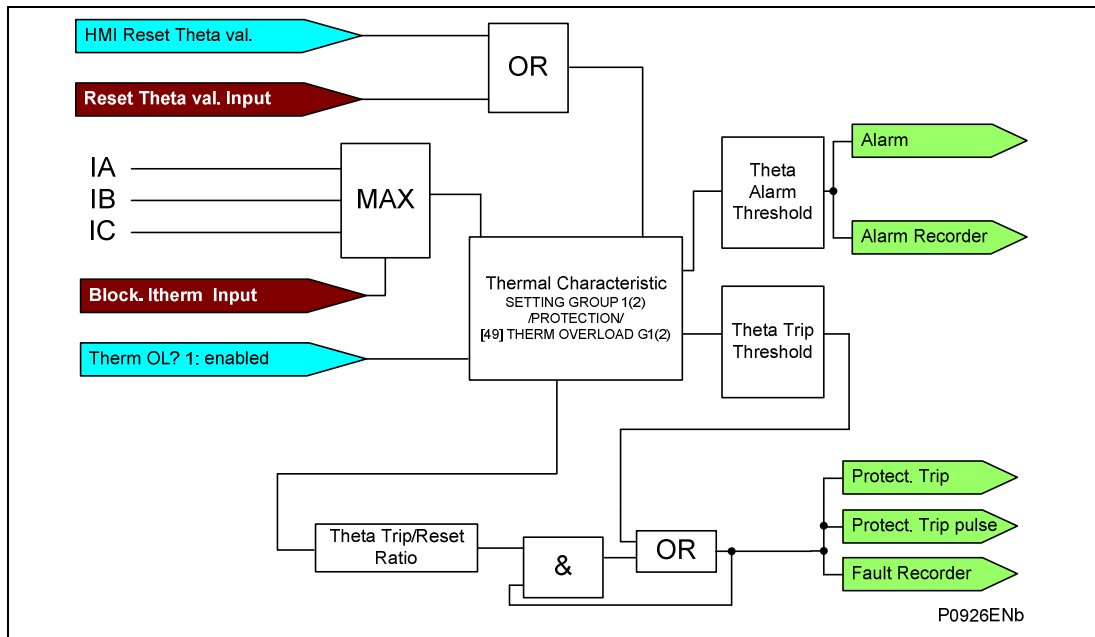 HMI Reset Theta val.
OR
Reset Theta val. Input
IA
IB
IC
MAX
Block. Itherm Input
Therm OL? 1: enabled
Thermal Characteristic
SETTING GROUP 1(2)
/PROTECTION/
[49] THERM OVERLOAD G1(2)
Theta
Alarm
Threshold
Alarm
Alarm Recorder
Theta Trip
Threshold
Theta Trip/Reset
Ratio
&
OR
Protect. Trip
Protect. Trip pulse
Fault Recorder
P0926ENb